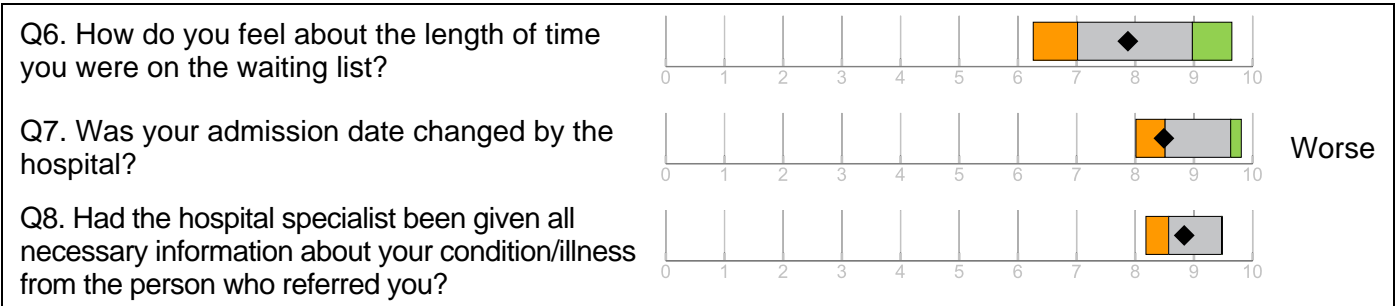 Q6. How do you feel about the length of time
you were on the waiting list?
0 1 2 3 4 5 6 7 8 9 10
Q7. Was your admission date changed by the
hospital?
Worse
0 1 2 3 4 5 6 7 8 9 10
Q8. Had the hospital specialist been given all
necessary information about your condition/illness
from the person who referred you?
0 1 2 3 4 5 6 7 8 9 10